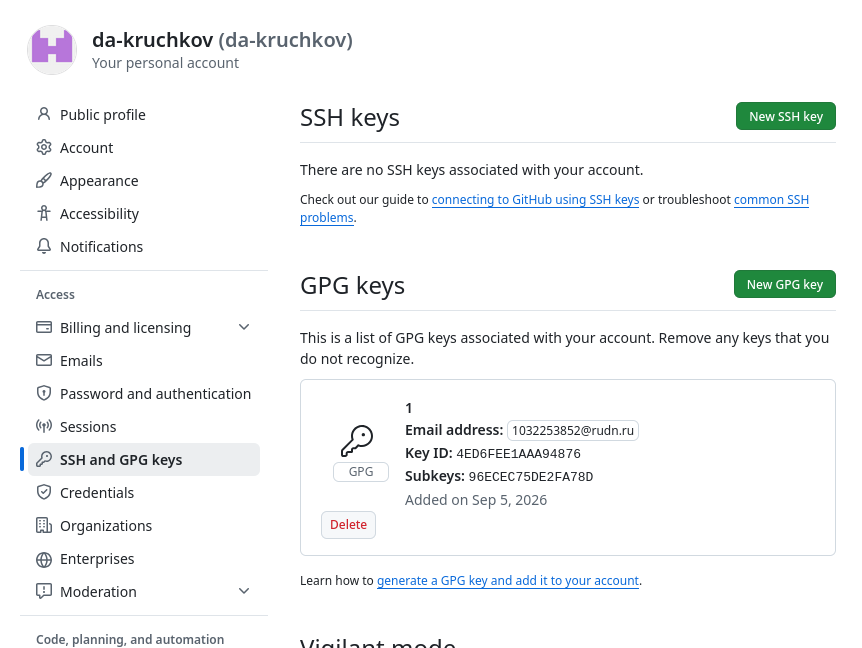 da-kruchkov (da-kruchkov)
Your personal account
Public profile
Account
Appearance
Accessibility
Notifications
Access
Billing and licensing
Emails
Password and authentication
Sessions
SSH and GPG keys
Credentials
Organizations
Enterprises
Moderation
Code, planning, and automation
SSH keys
New SSH key
There are no SSH keys associated with your account.
Check out our guide to connecting to GitHub using SSH keys or troubleshoot common SSH
problems.
GPG keys
New GPG key
This is a list of GPG keys associated with your account. Remove any keys that you
do not recognize.
GPG
1
Email address: 1032253852@rudn.ru
Key ID: 4ED6FEE1AAA94876
Subkeys: 96ECEC75DE2FA78D
Added on Sep 5, 2026
Delete
Learn how to generate a GPG key and add it to your account.
Vigilant mode